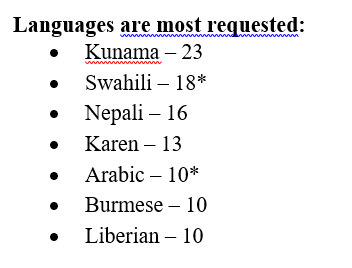 Languages are most requested:
• Kunama – 23
• Swahili – 18*
• Nepali – 16
• Karen – 13
• Arabic – 10*
• Burmese – 10
• Liberian – 10